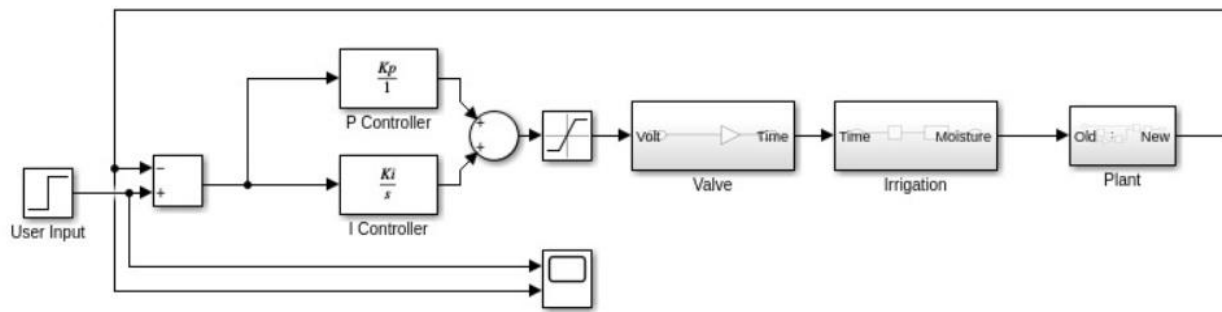 Kp
1
P Controller
+
+
−
+
User Input
Ki
s
I Controller
Volt
Time
Valve
Time
Moisture
Irrigation
Old
:
New
Plant